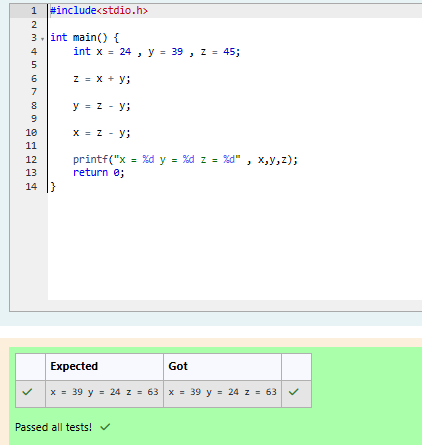 1 #include<stdio.h>
2
3 int main() {
4 int x = 24 , y = 39 , z = 45;
5
6 z = x + y;
7
8 y = z - y;
9
10 x = z - y;
11
12 printf("x = %d y = %d z = %d" , x,y,z);
13 return 0;
14 }
Expected Got
x = 39 y = 24 z = 63 x = 39 y = 24 z = 63
Passed all tests!